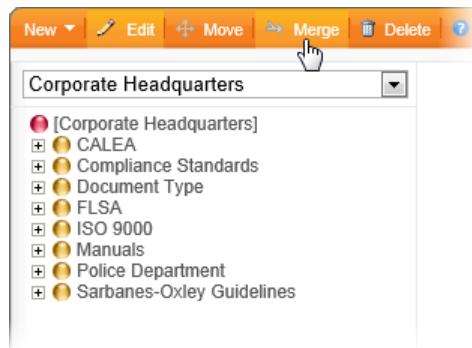 New Edit Move Merge Delete ?
Corporate Headquarters
[Corporate Headquarters]
CALEA
Compliance Standards
Document Type
FLSA
ISO 9000
Manuals
Police Department
Sarbanes-Oxley Guidelines